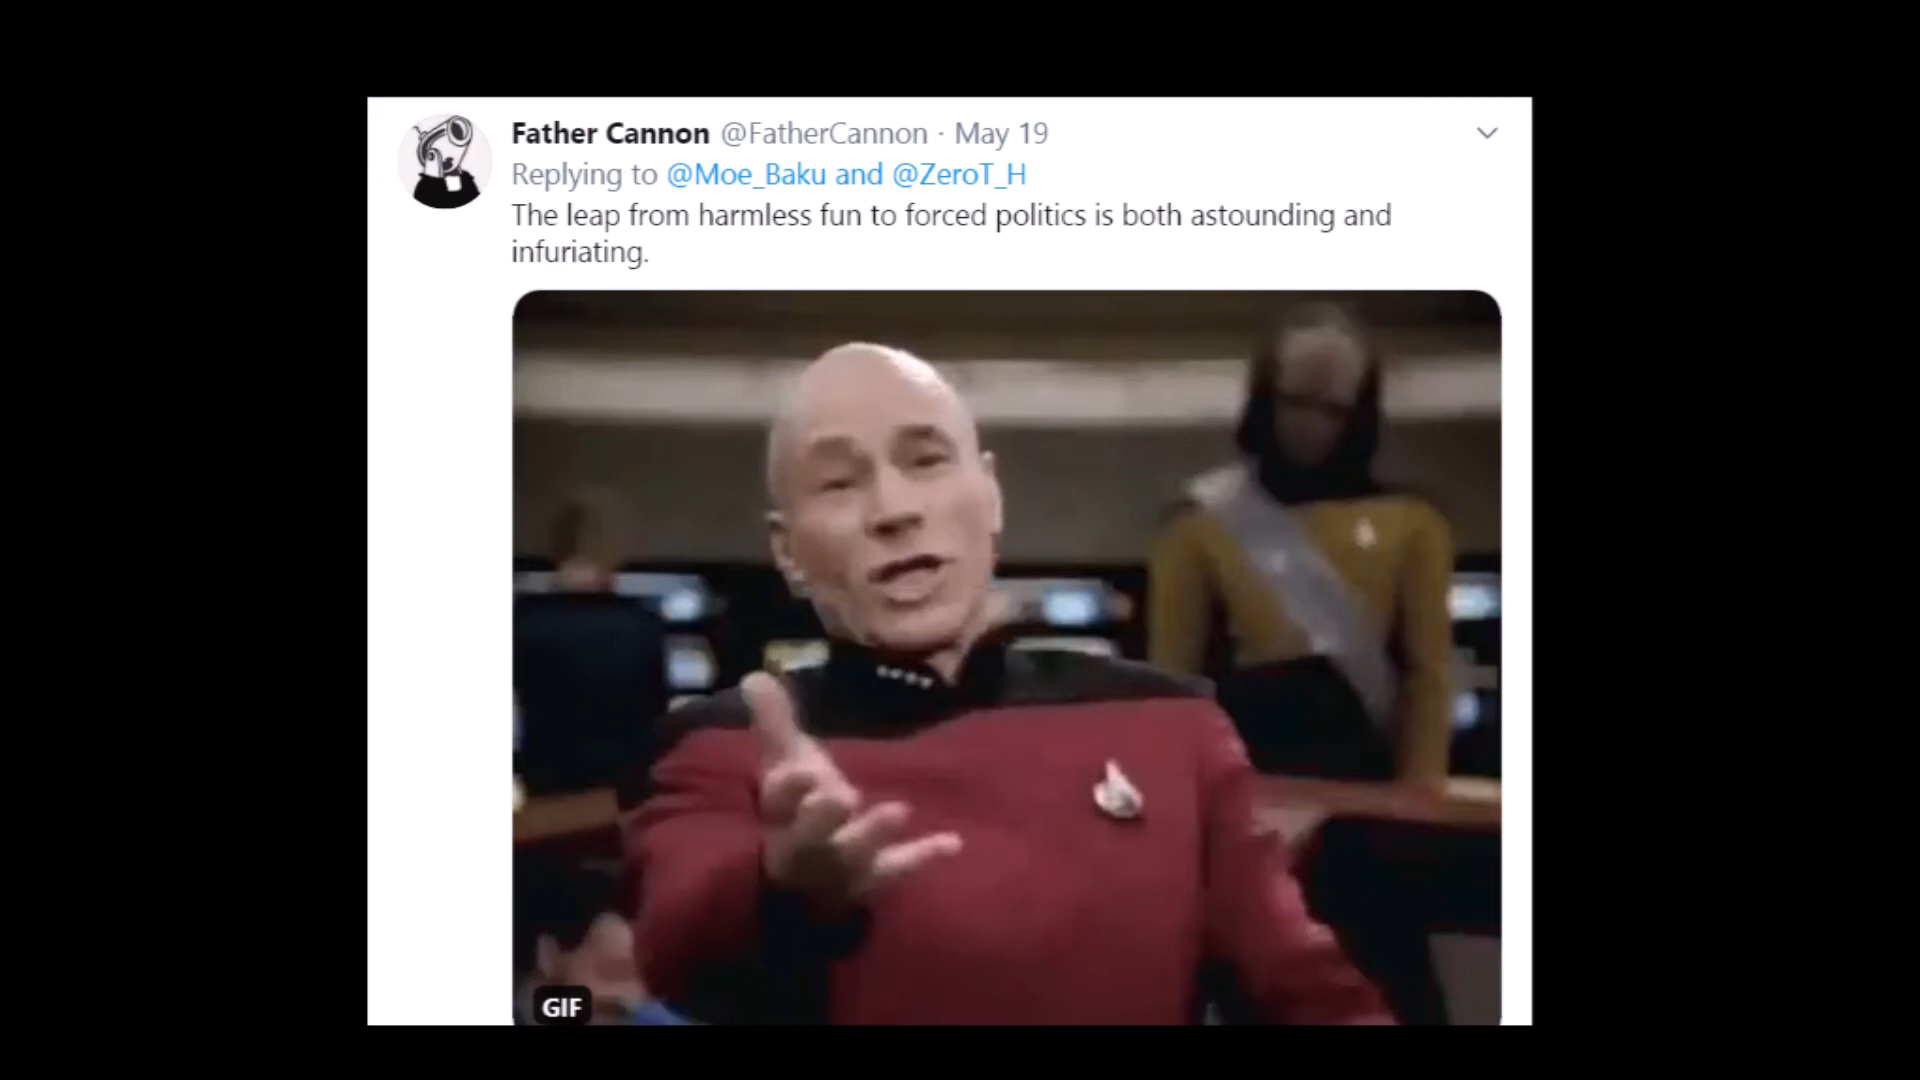 Father Cannon @FatherCannon · May 19
Replying to @Moe_Baku and @ZeroT_H
The leap from harmless fun to forced politics is both astounding and
infuriating.
GIF